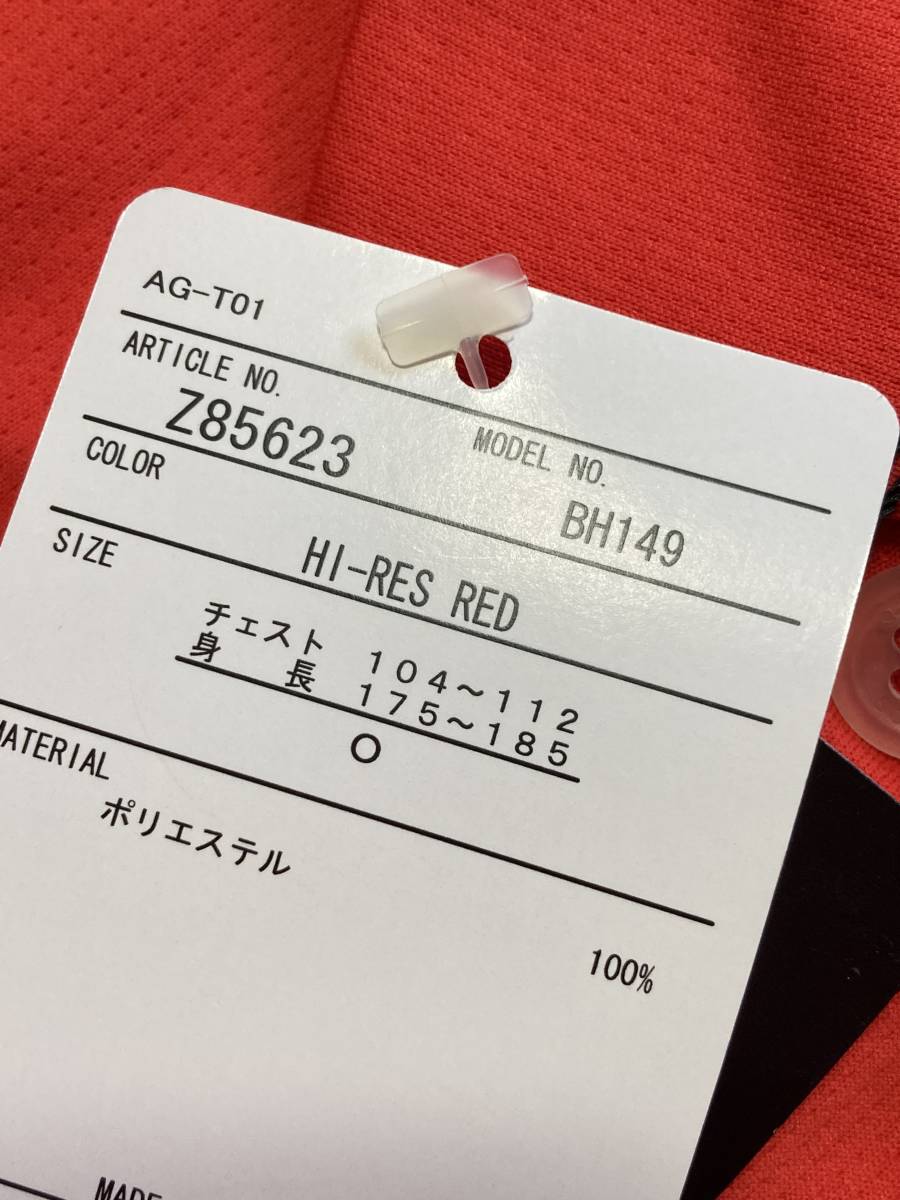 AG-T01
ARTICLE NO.
MODEL NO.
Z85623
BH149
COLOR
HI-RES RED
SIZE
チェスト 104～112
身 長 175～185
O
MATERIAL
ポリエステル
100%
MADE